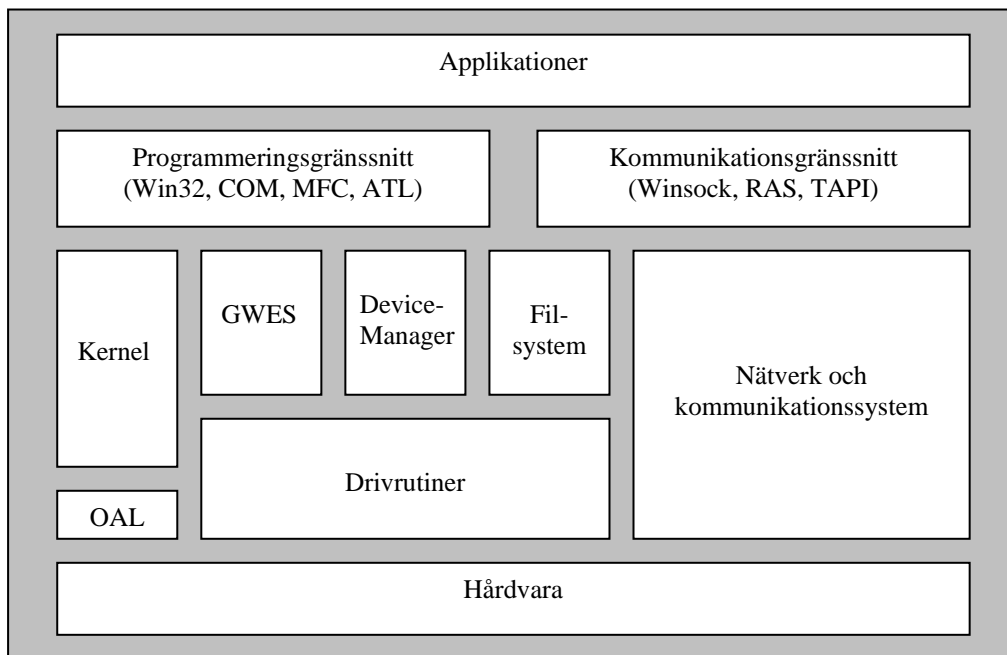 Applikationer
Programmeringsgränssnitt
(Win32, COM, MFC, ATL)
Kommunikationsgränssnitt
(Winsock, RAS, TAPI)
Kernel
GWES
Device-
Manager
Fil-
system
Nätverk och
kommunikationssystem
Drivrutiner
OAL
Hårdvara